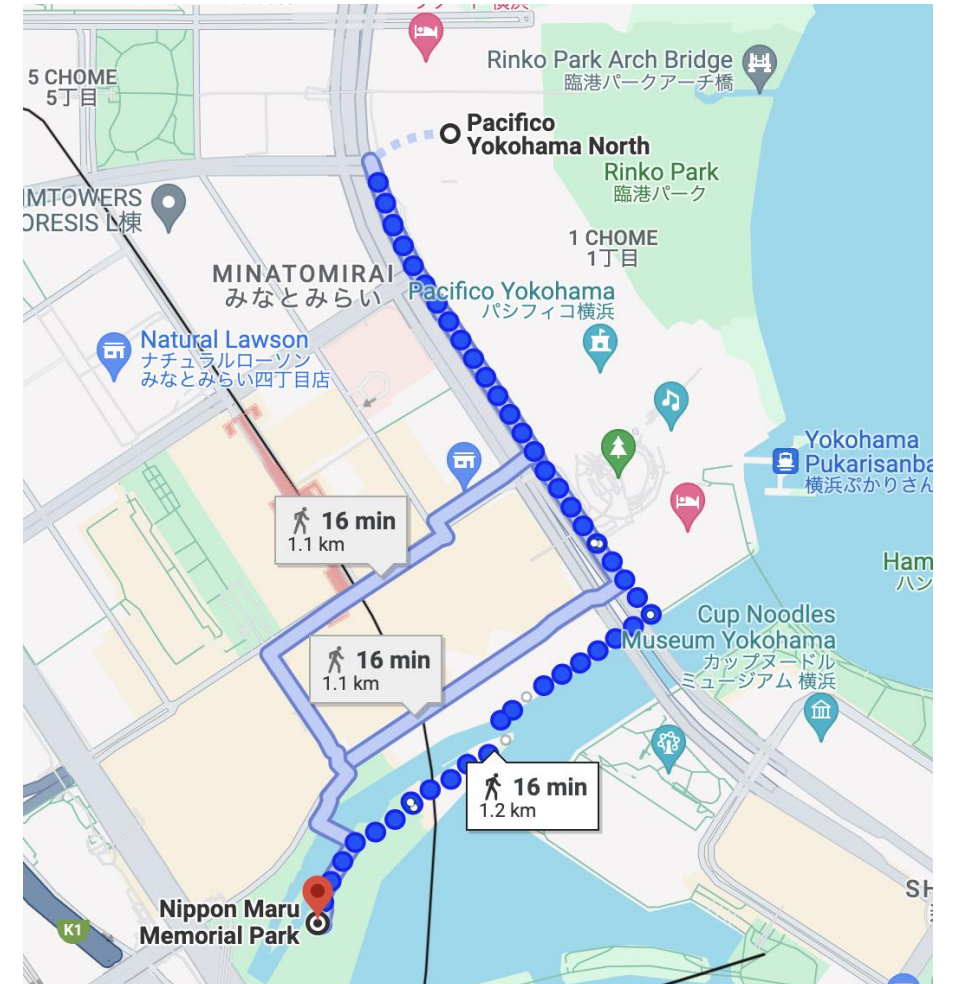 Rinko Park Arch Bridge
臨港パークアーチ橋
5 CHOME
5丁目
Pacifico
Yokohama North
Rinko Park
臨港パーク
MTOWERS
ORESIS L棟
1 CHOME
1丁目
MINATOMIRAI
みなとみらい
Pacifico Yokohama
パシフィコ横浜
Natural Lawson
ナチュラルローソン
みなとみらい四丁目店
Yokohama
Pukarisanba
横浜ぷかりさん
16 min
1.1 km
Ham
ハン
Cup Noodles
Museum Yokohama
カップヌードル
ミュージアム 横浜
16 min
1.1 km
16 min
1.2 km
SH
Nippon Maru
Memorial Park
K1